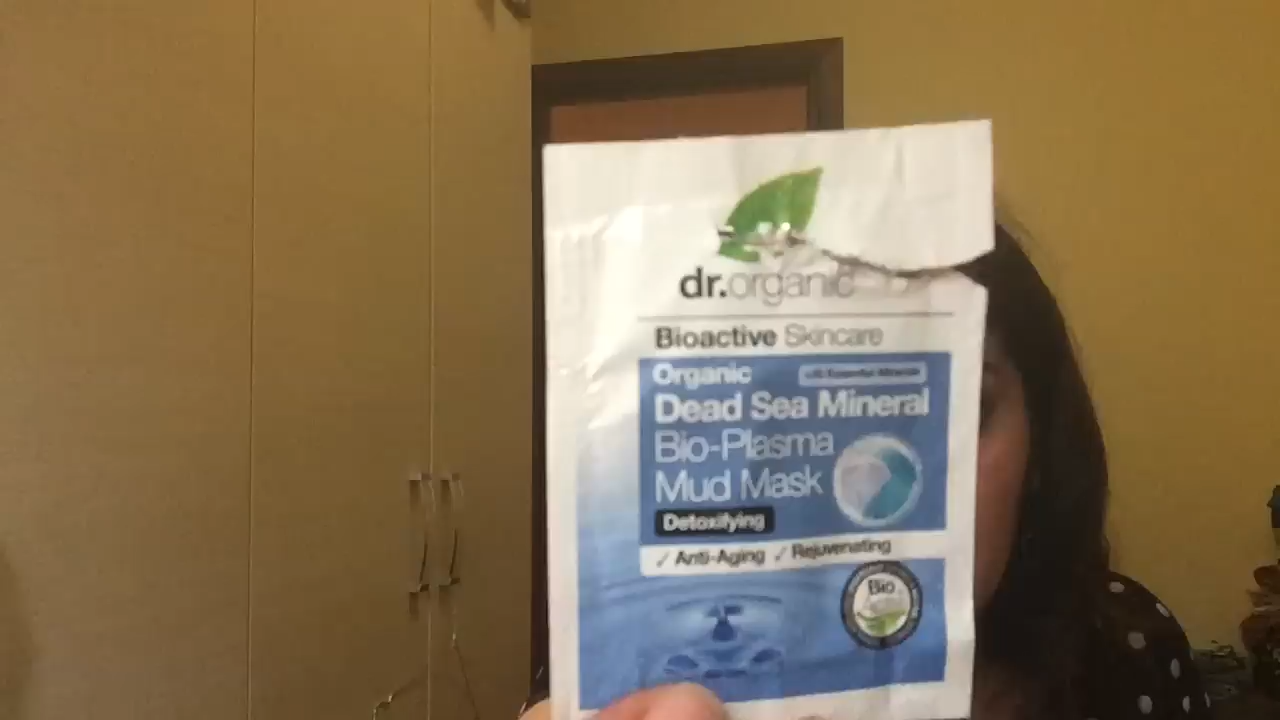 dr.organic
Bioactive Skincare
Organic
Dead Sea Mineral
Bio-Plasma
Mud Mask
Detoxifying
✓ Anti-Aging ✓ Rejuvenating
Bio